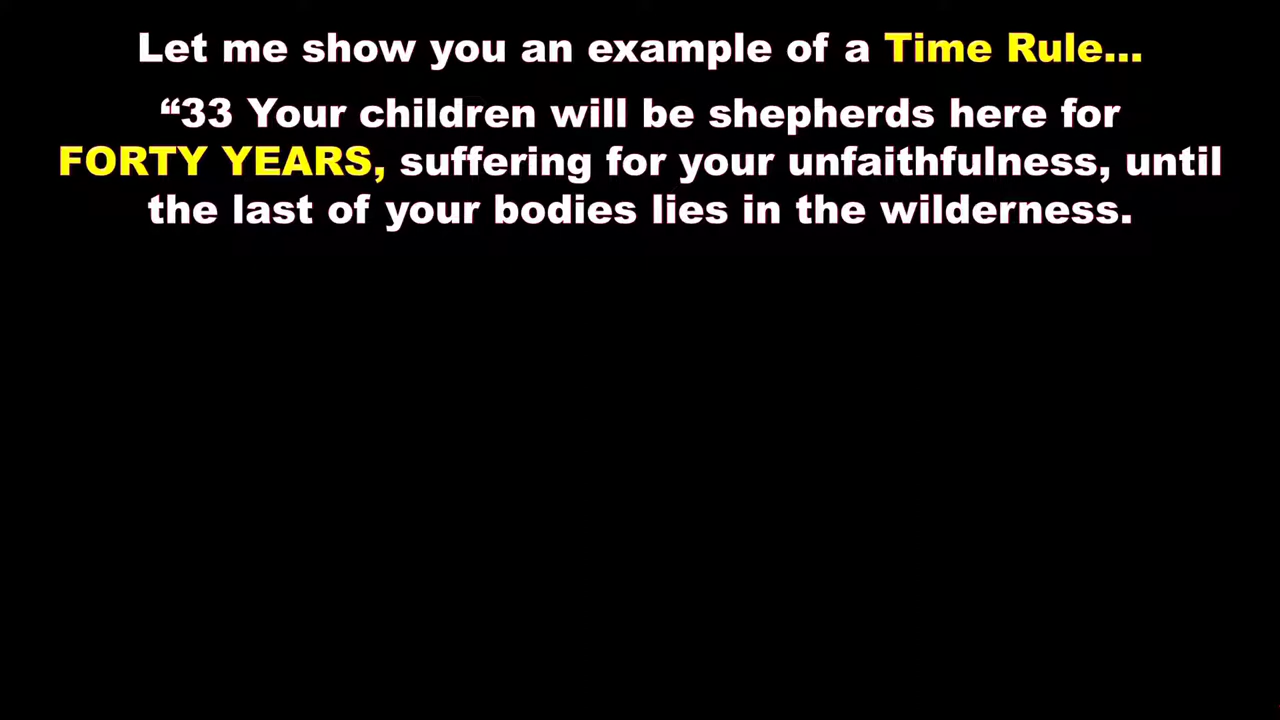 Let me show you an example of a Time Rule...
“33 Your children will be shepherds here for
FORTY YEARS, suffering for your unfaithfulness, until
the last of your bodies lies in the wilderness.